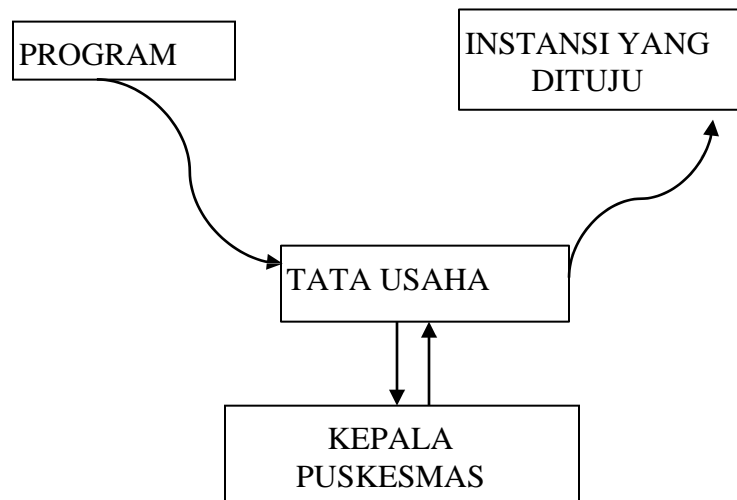 PROGRAM
INSTANSI YANG
DITUJU
TATA USAHA
KEPALA
PUSKESMAS